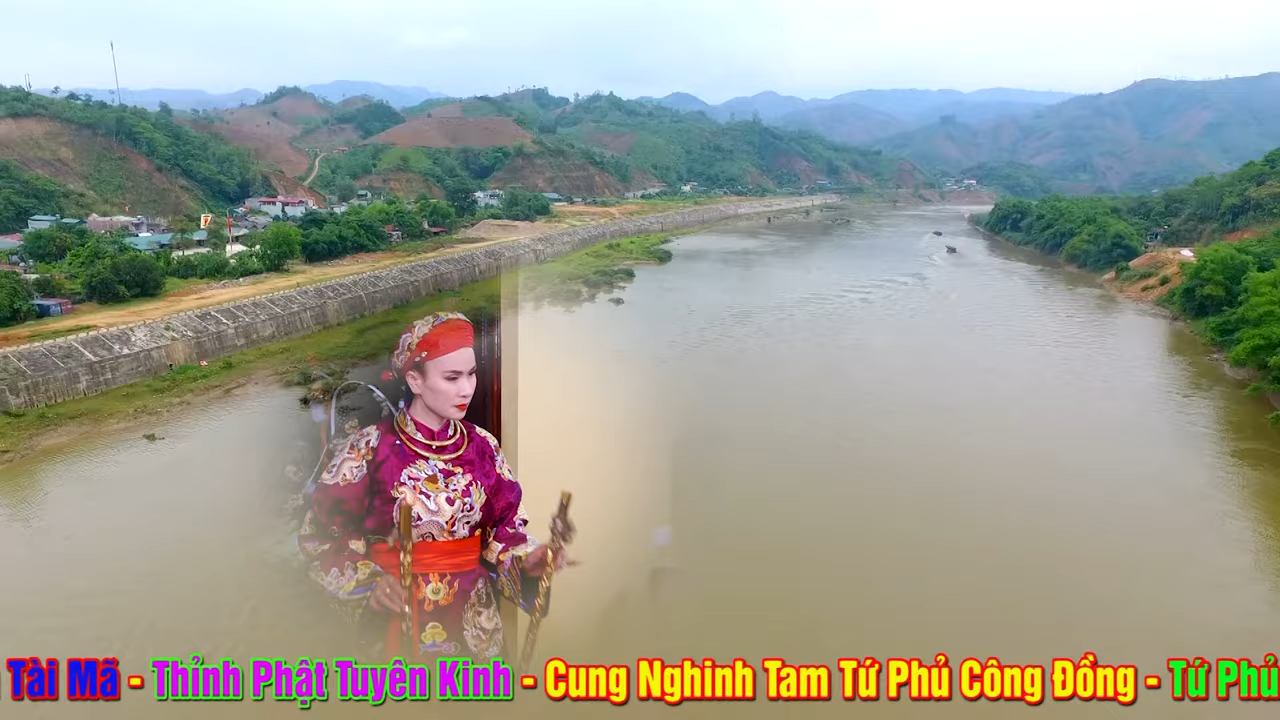 Tài Mã - Thỉnh Phật Tuyên Kinh - Cung Nghinh Tam Tứ Phủ Công Đồng - Tứ Phủ